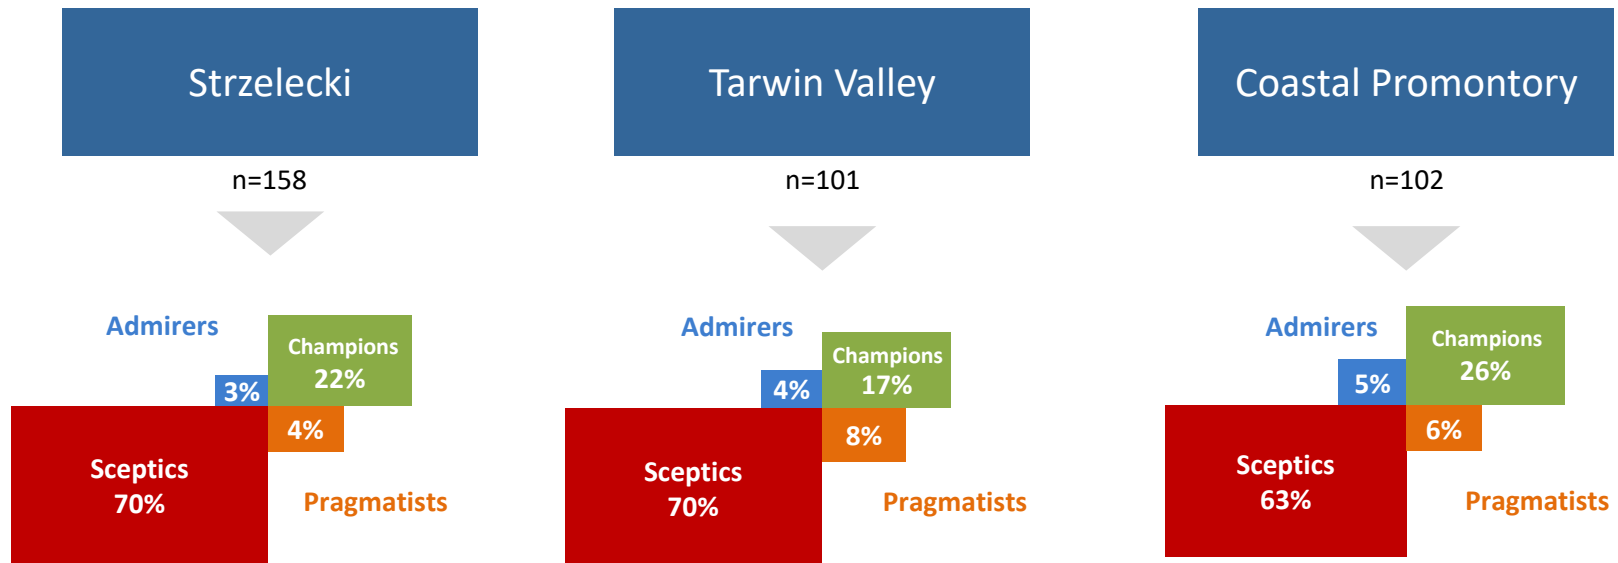 Strzelecki
n=158
Admirers
Champions
22%
3%
4%
Sceptics
70%
Pragmatists
Tarwin Valley
n=101
Admirers
Champions
17%
4%
8%
Sceptics
70%
Pragmatists
Coastal Promontory
n=102
Admirers
Champions
26%
5%
6%
Sceptics
63%
Pragmatists